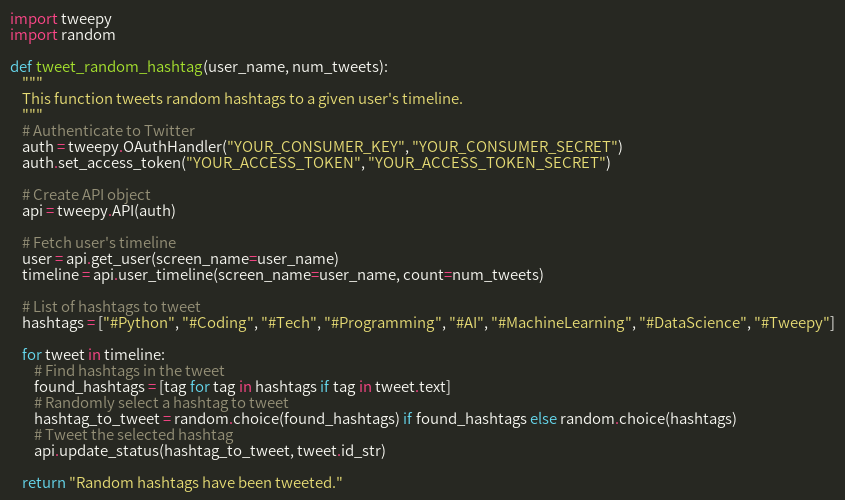 import tweepy
import random
def tweet_random_hashtag(user_name, num_tweets):
"""
This function tweets random hashtags to a given user's timeline.
"""
# Authenticate to Twitter
auth = tweepy.OAuthHandler("YOUR_CONSUMER_KEY", "YOUR_CONSUMER_SECRET")
auth.set_access_token("YOUR_ACCESS_TOKEN", "YOUR_ACCESS_TOKEN_SECRET")
# Create API object
api = tweepy.API(auth)
# Fetch user's timeline
user = api.get_user(screen_name=user_name)
timeline = api.user_timeline(screen_name=user_name, count=num_tweets)
# List of hashtags to tweet
hashtags = ["#Python", "#Coding", "#Tech", "#Programming", "#AI", "#MachineLearning", "#DataScience", "#Tweepy"]
for tweet in timeline:
# Find hashtags in the tweet
found_hashtags = [tag for tag in hashtags if tag in tweet.text]
# Randomly select a hashtag to tweet
hashtag_to_tweet = random.choice(found_hashtags) if found_hashtags else random.choice(hashtags)
# Tweet the selected hashtag
api.update_status(hashtag_to_tweet, tweet.id_str)
return "Random hashtags have been tweeted."